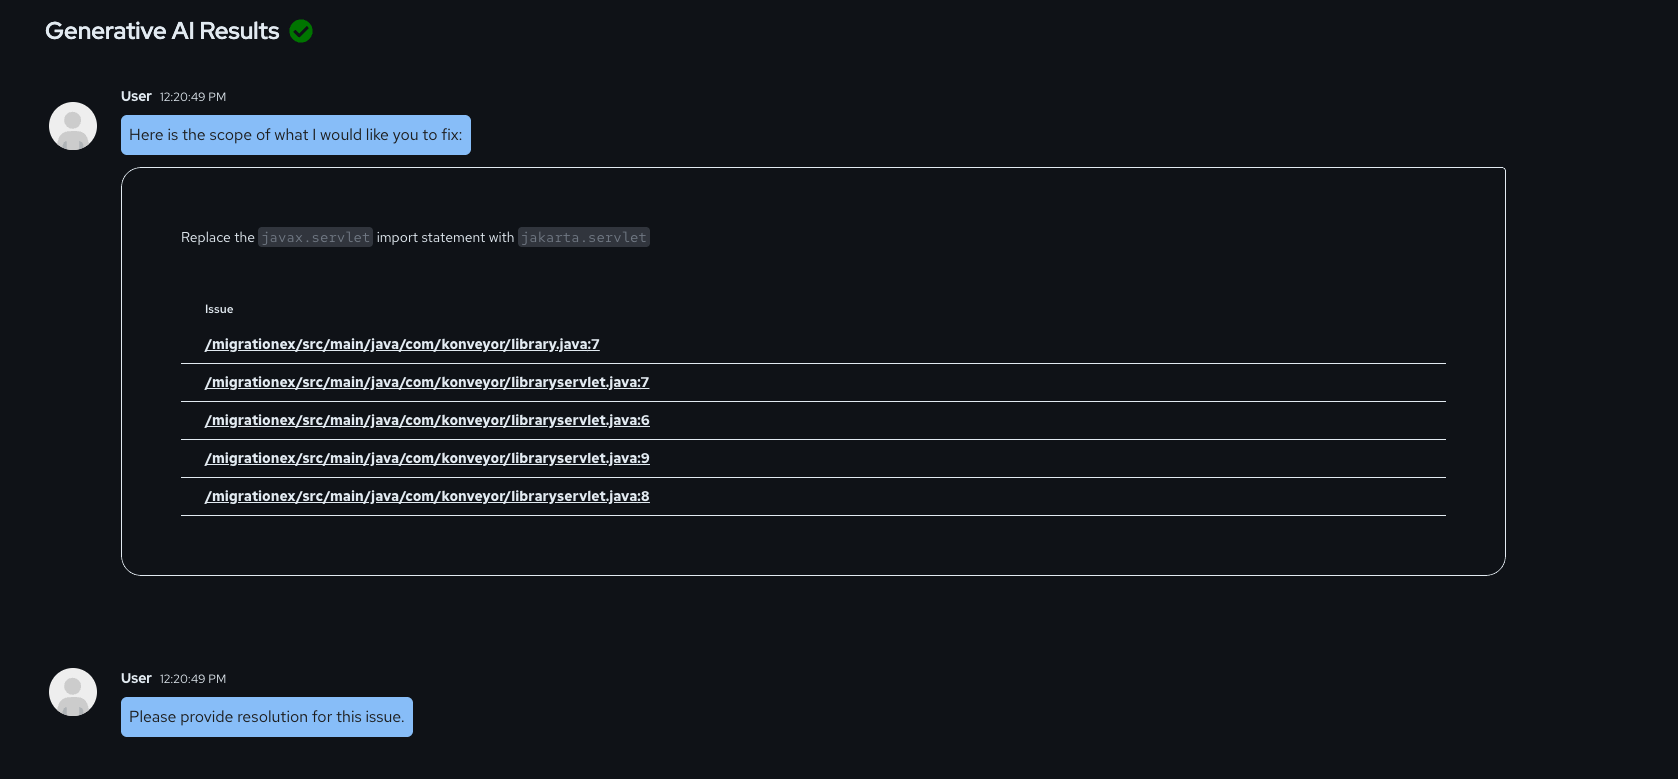 Generative AI Results
User 12:20:49 PM
Here is the scope of what I would like you to fix:
Replace the javax.servlet import statement with jakarta.servlet
Issue
/migrationex/src/main/java/com/konveyor/library.java:7
/migrationex/src/main/java/com/konveyor/libraryservlet.java:7
/migrationex/src/main/java/com/konveyor/libraryservlet.java:6
/migrationex/src/main/java/com/konveyor/libraryservlet.java:9
/migrationex/src/main/java/com/konveyor/libraryservlet.java:8
User 12:20:49 PM
Please provide resolution for this issue.